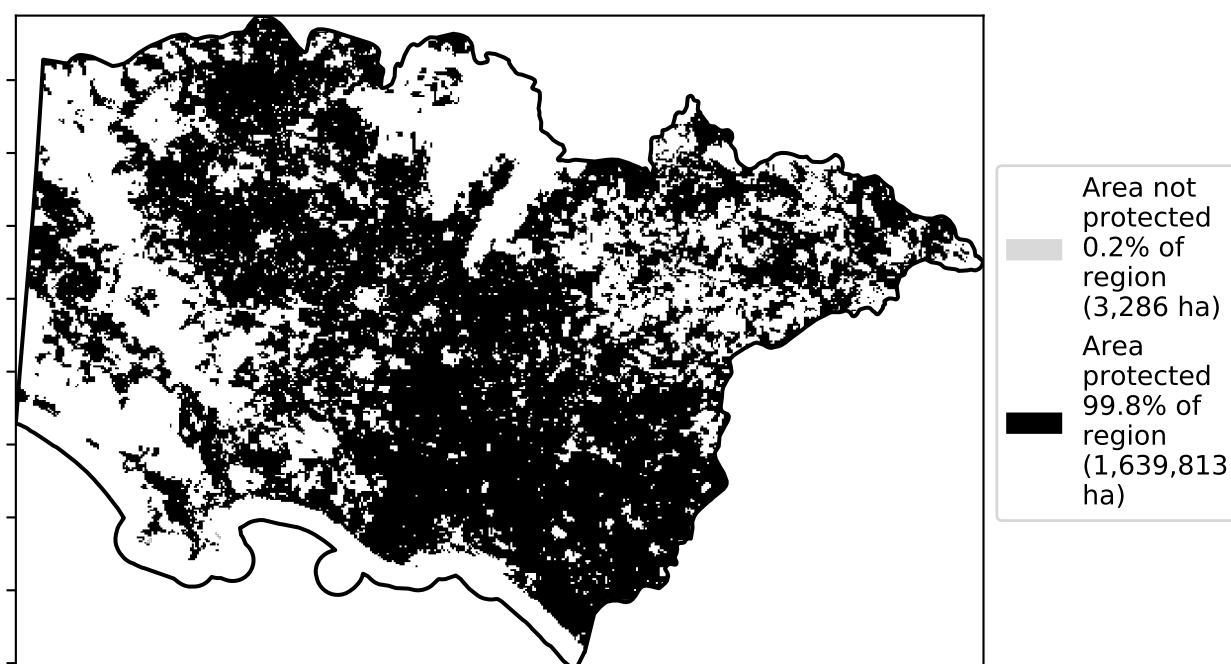 Area not
protected
0.2% of
region
(3,286 ha)
Area
protected
99.8% of
region
(1,639,813
ha)